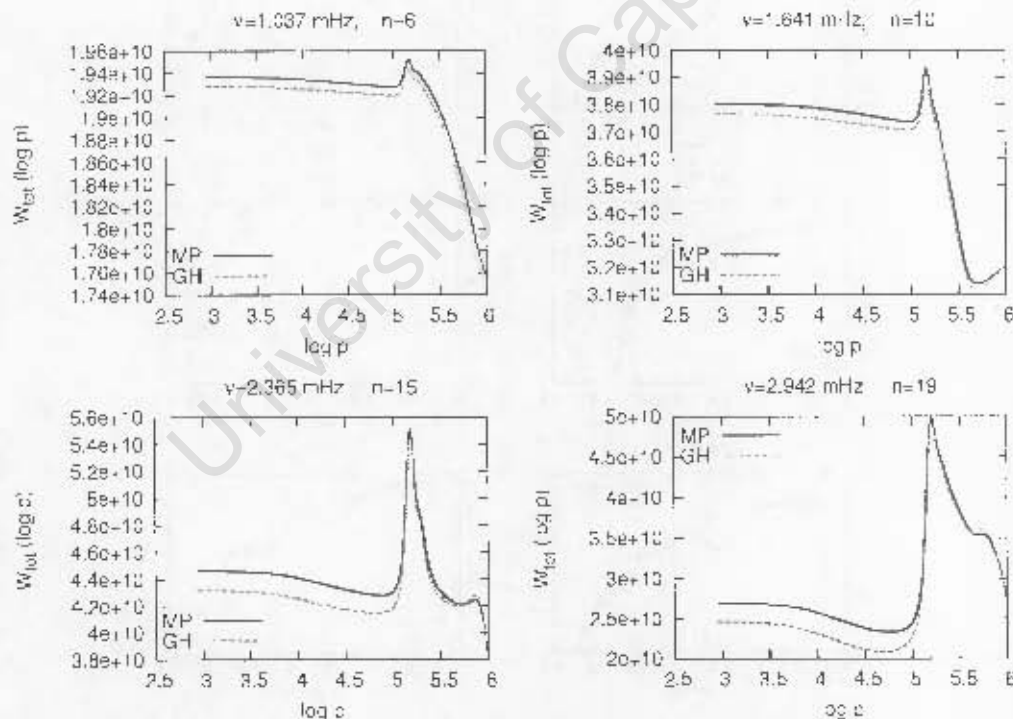 ν=1.037 mHz, n=6
1.96e+10
1.94e+10
1.92e+10
1.9e+10
1.88e+10
1.86e+10
1.84e+10
1.82e+10
1.8e+10
1.78e+10
1.76e+10
1.74e+10
W_tot (log p)
MP
GH
2.5 3 3.5 4 4.5 5 5.5 6
log p
ν=1.641 mHz, n=10
4e+10
3.9e+10
3.8e+10
3.7e+10
3.6e+10
3.5e+10
3.4e+10
3.3e+10
3.2e+10
3.1e+10
W_tot (log p)
MP
GH
2.5 3 3.5 4 4.5 5 5.5 6
log p
ν=2.365 mHz n=15
5.6e+10
5.4e+10
5.2e+10
5e+10
4.8e+10
4.6e+10
4.4e+10
4.2e+10
4e+10
3.8e+10
W_tot (log p)
MP
GH
2.5 3 3.5 4 4.5 5 5.5 6
log p
ν=2.942 mHz n=19
5e+10
4.5e+10
4e+10
3.5e+10
3e+10
2.5e+10
2e+10
W_tot (log p)
MP
GH
2.5 3 3.5 4 4.5 5 5.5 6
log p
University of Cap